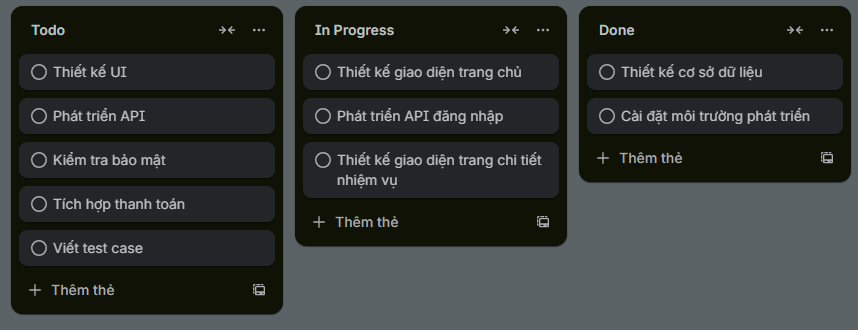 Todo
Thiết kế UI
Phát triển API
Kiểm tra bảo mật
Tích hợp thanh toán
Viết test case
Thêm thẻ
In Progress
Thiết kế giao diện trang chủ
Phát triển API đăng nhập
Thiết kế giao diện trang chi tiết
nhiệm vụ
Thêm thẻ
Done
Thiết kế cơ sở dữ liệu
Cài đặt môi trường phát triển
Thêm thẻ